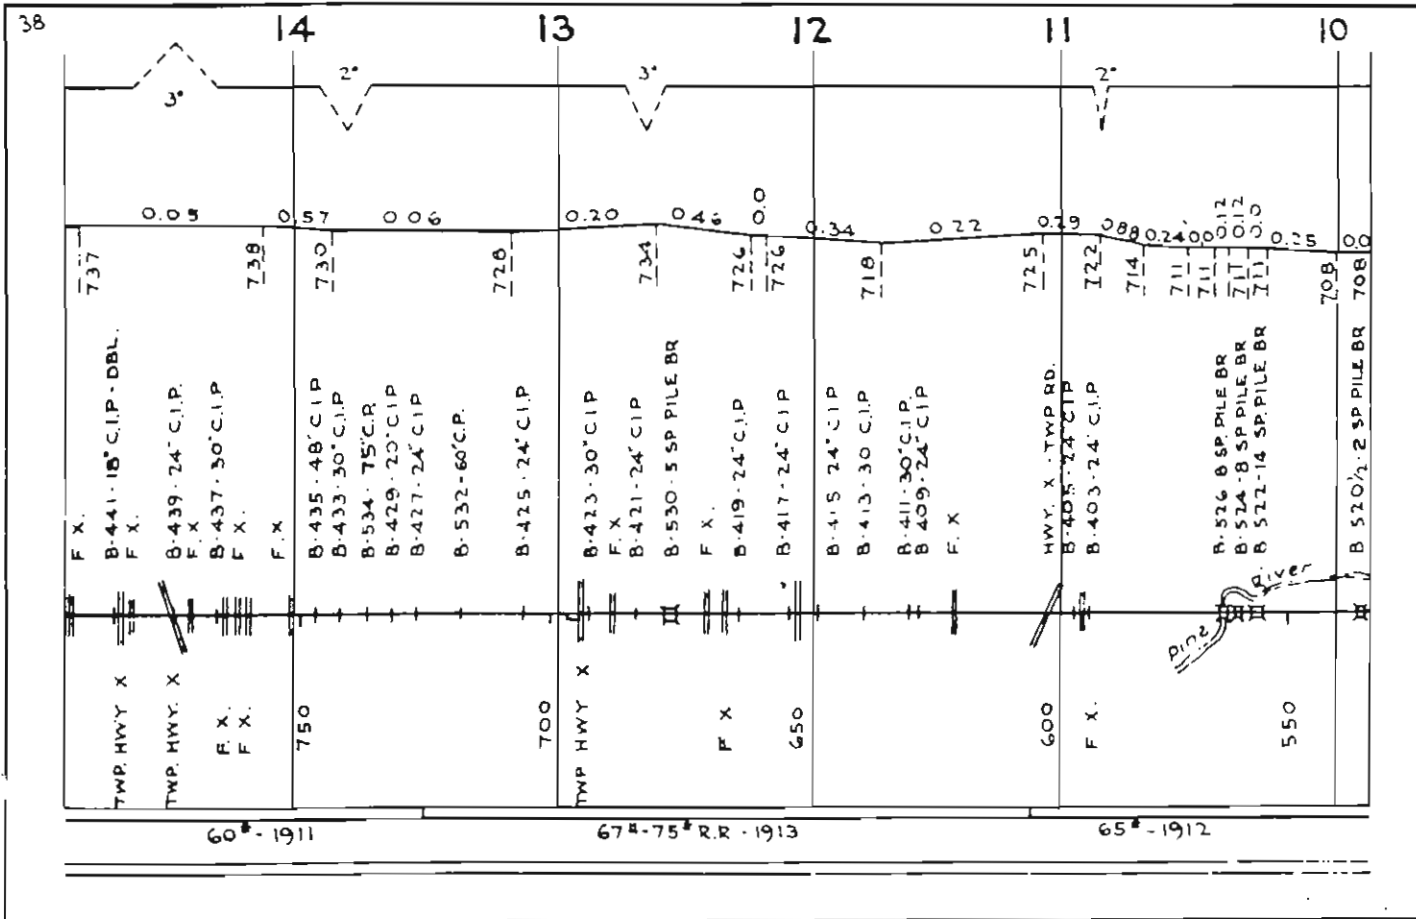 38
14 13 12 11 10
3° 2° 3° 2°
0.05 0.57 0 06 0.20 0.46 0.0 0.34 0 22 0.29 0.88 0.24 0.0 0.12 0.12 0.0 0.25 0.0
737 738 730 728 734 726 726 718 725 722 714 711 711 711 711 708 708
F X.
B-441-18" C.I.P - DBL.
F X.
B-439-24" C.I.P.
F. X
B-437-30" C.I.P
F X.
F. X
B-435-48" C I P
B-433-30" C.I.P
B-534-75' C.P.
B-429-20" C I P
B-427-24" C I P
B-532-60' C.P.
B-425-24" C.I.P
B-423-30" C I P
F. X
B-421-24" C I P
B-530-5 SP PILE BR
F X.
B-419-24" C.I.P
B-417-24" C I P
B-415 24" C I P
B-413-30 C.I.P
B-411-30" C.I.P.
B 409-24" C I P
F. X
HWY. X - TWP RD.
B-405-24" C I P
B-403-24" C.I.P
B-526 8 SP. PILE BR
B-524-8 SP PILE BR
B 522-14 SP. PILE BR
B 520½-2 SP PILE BR
River
Pine
TWP. HWY X
TWP. HWY. X
F. X.
F X.
750
700
TWP HWY X
F X
650
600
F X.
550
60# - 1911
67#-75# R.R - 1913
65# - 1912